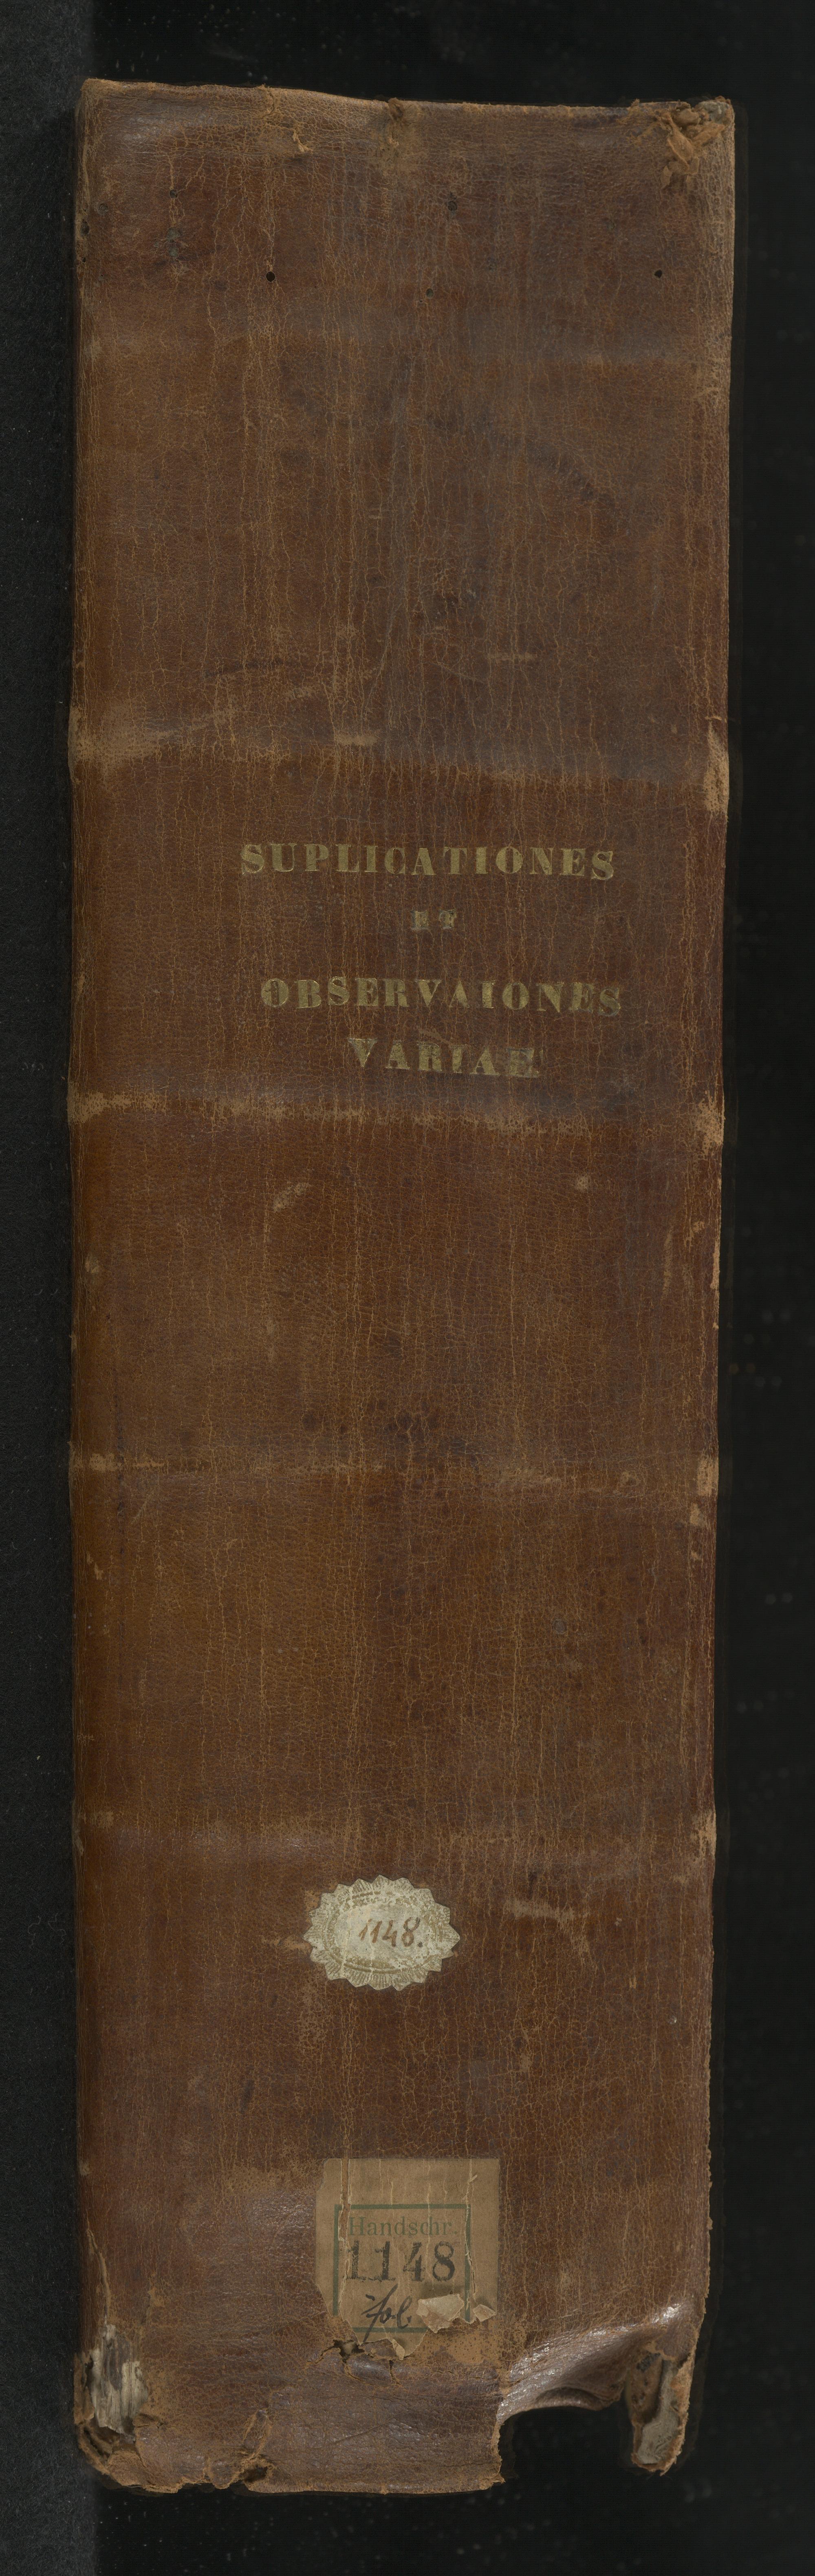 SUPLICATIONES
ET
OBSERVAIONES
VARIAE
1148.
Handschr.
1148
fol.